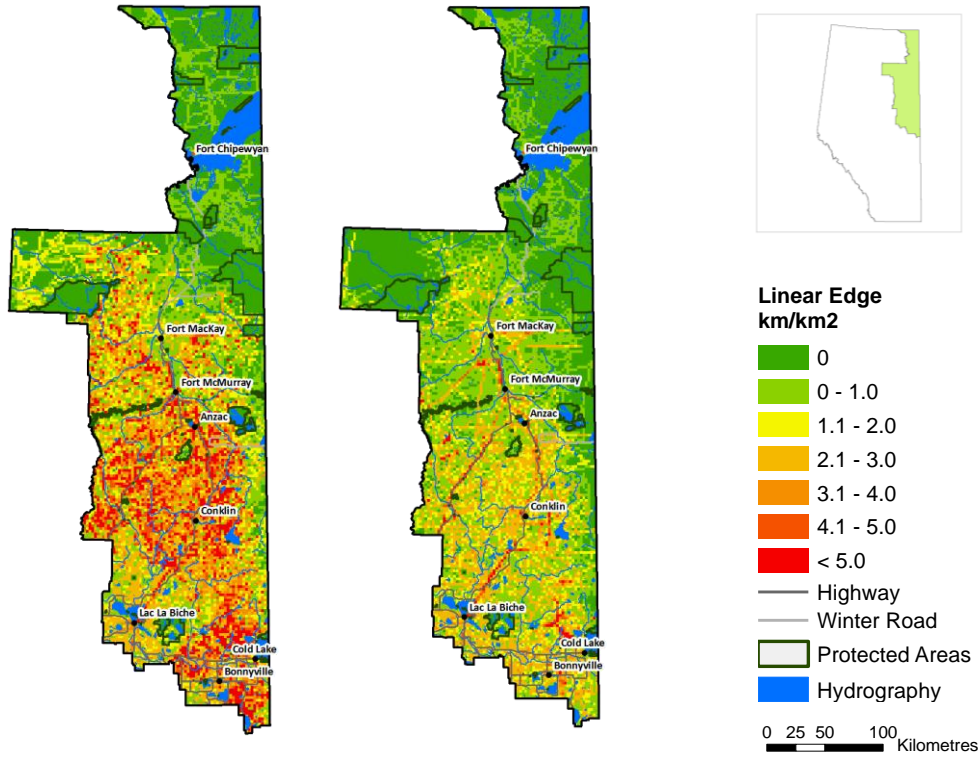 Fort Chipewyan
Fort MacKay
Fort McMurray
Anzac
Conklin
Lac La Biche
Cold Lake
Bonnyville
Fort Chipewyan
Fort MacKay
Fort McMurray
Anzac
Conklin
Lac La Biche
Cold Lake
Bonnyville
Linear Edge
km/km2
0
0 - 1.0
1.1 - 2.0
2.1 - 3.0
3.1 - 4.0
4.1 - 5.0
< 5.0
Highway
Winter Road
Protected Areas
Hydrography
0 25 50 100
Kilometres